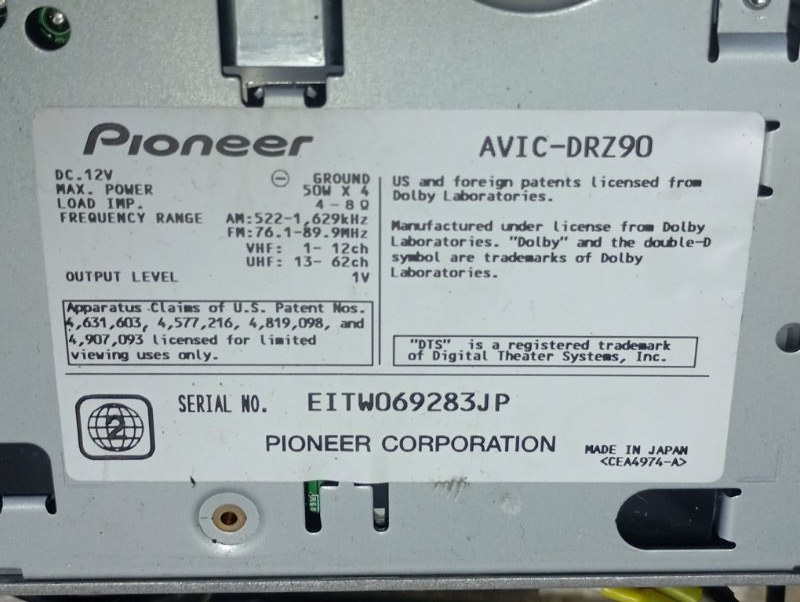 Pioneer
AVIC-DRZ90
DC.12V ⊖ GROUND
MAX. POWER 50W X 4
LOAD IMP. 4 - 8 Ω
FREQUENCY RANGE AM:522-1,629kHz
FM:76.1-89.9MHz
VHF: 1- 12ch
UHF: 13- 62ch
OUTPUT LEVEL 1V
Apparatus Claims of U.S. Patent Nos.
4,631,603, 4,577,216, 4,819,098, and
4,907,093 licensed for limited
viewing uses only.
US and foreign patents licensed from
Dolby Laboratories.
Manufactured under license from Dolby
Laboratories. "Dolby" and the double-D
symbol are trademarks of Dolby
Laboratories.
"DTS" is a registered trademark
of Digital Theater Systems, Inc.
2
SERIAL NO. EITW069283JP
PIONEER CORPORATION
MADE IN JAPAN
<CEA4974-A>